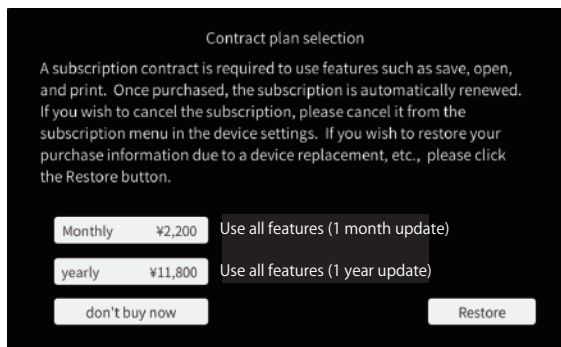 Contract plan selection
A subscription contract is required to use features such as save, open,
and print. Once purchased, the subscription is automatically renewed.
If you wish to cancel the subscription, please cancel it from the
subscription menu in the device settings. If you wish to restore your
purchase information due to a device replacement, etc., please click
the Restore button.
Monthly ¥2,200 Use all features (1 month update)
yearly ¥11,800 Use all features (1 year update)
don't buy now Restore